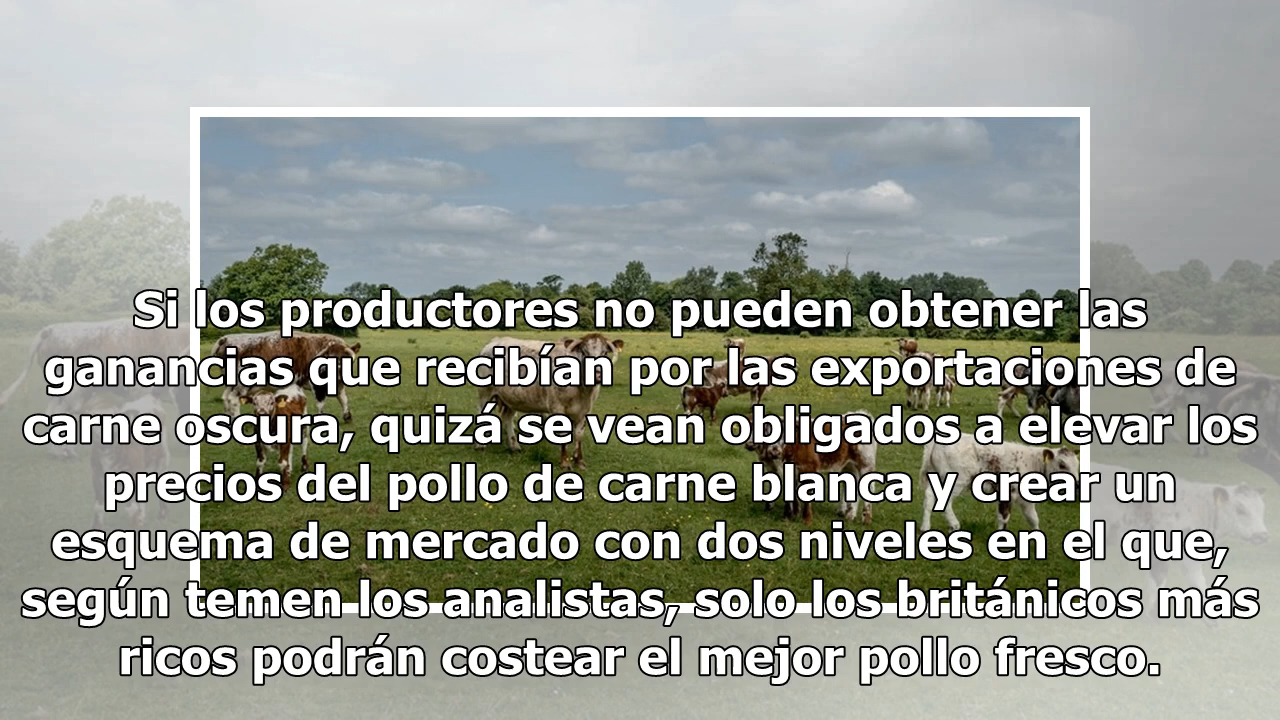 Si los productores no pueden obtener las
ganancias que recibían por las exportaciones de
carne oscura, quizá se vean obligados a elevar los
precios del pollo de carne blanca y crear un
esquema de mercado con dos niveles en el que,
según temen los analistas, solo los británicos más
ricos podrán costear el mejor pollo fresco.